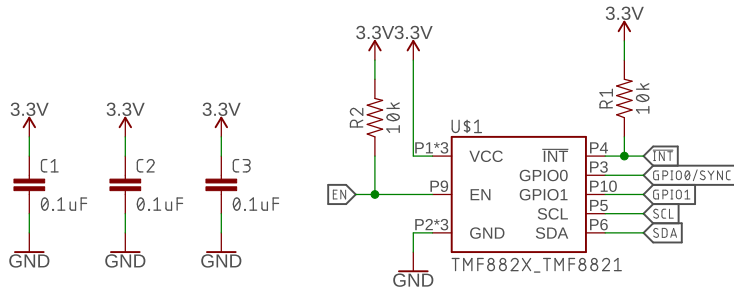 3.3V 3.3V 3.3V
C1 C2 C3
0.1uF 0.1uF 0.1uF
GND GND GND
3.3V 3.3V
3.3V
R2 10k
R1 10k
U$1
P1*3 VCC INT P4 INT
GPIO0 P3 GPIO0/SYNC
EN P9 EN GPIO1 P10 GPIO1
SCL P5 SCL
P2*3 GND SDA P6 SDA
TMF882X_TMF8821
GND